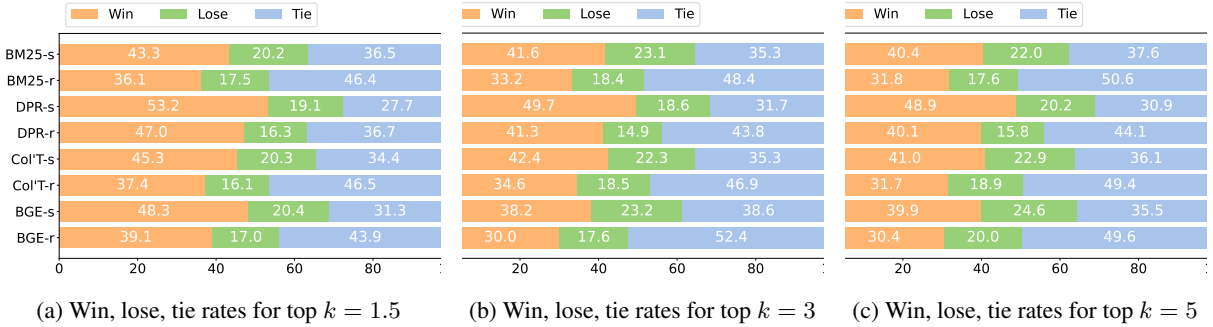 Win Lose Tie
BM25-s 43.3 20.2 36.5
BM25-r 36.1 17.5 46.4
DPR-s 53.2 19.1 27.7
DPR-r 47.0 16.3 36.7
Col'T-s 45.3 20.3 34.4
Col'T-r 37.4 16.1 46.5
BGE-s 48.3 20.4 31.3
BGE-r 39.1 17.0 43.9
0 20 40 60 80 1
(a) Win, lose, tie rates for top k = 1.5
Win Lose Tie
41.6 23.1 35.3
33.2 18.4 48.4
49.7 18.6 31.7
41.3 14.9 43.8
42.4 22.3 35.3
34.6 18.5 46.9
38.2 23.2 38.6
30.0 17.6 52.4
20 40 60 80 1
(b) Win, lose, tie rates for top k = 3
Win Lose Tie
40.4 22.0 37.6
31.8 17.6 50.6
48.9 20.2 30.9
40.1 15.8 44.1
41.0 22.9 36.1
31.7 18.9 49.4
39.9 24.6 35.5
30.4 20.0 49.6
20 40 60 80 1
(c) Win, lose, tie rates for top k = 5